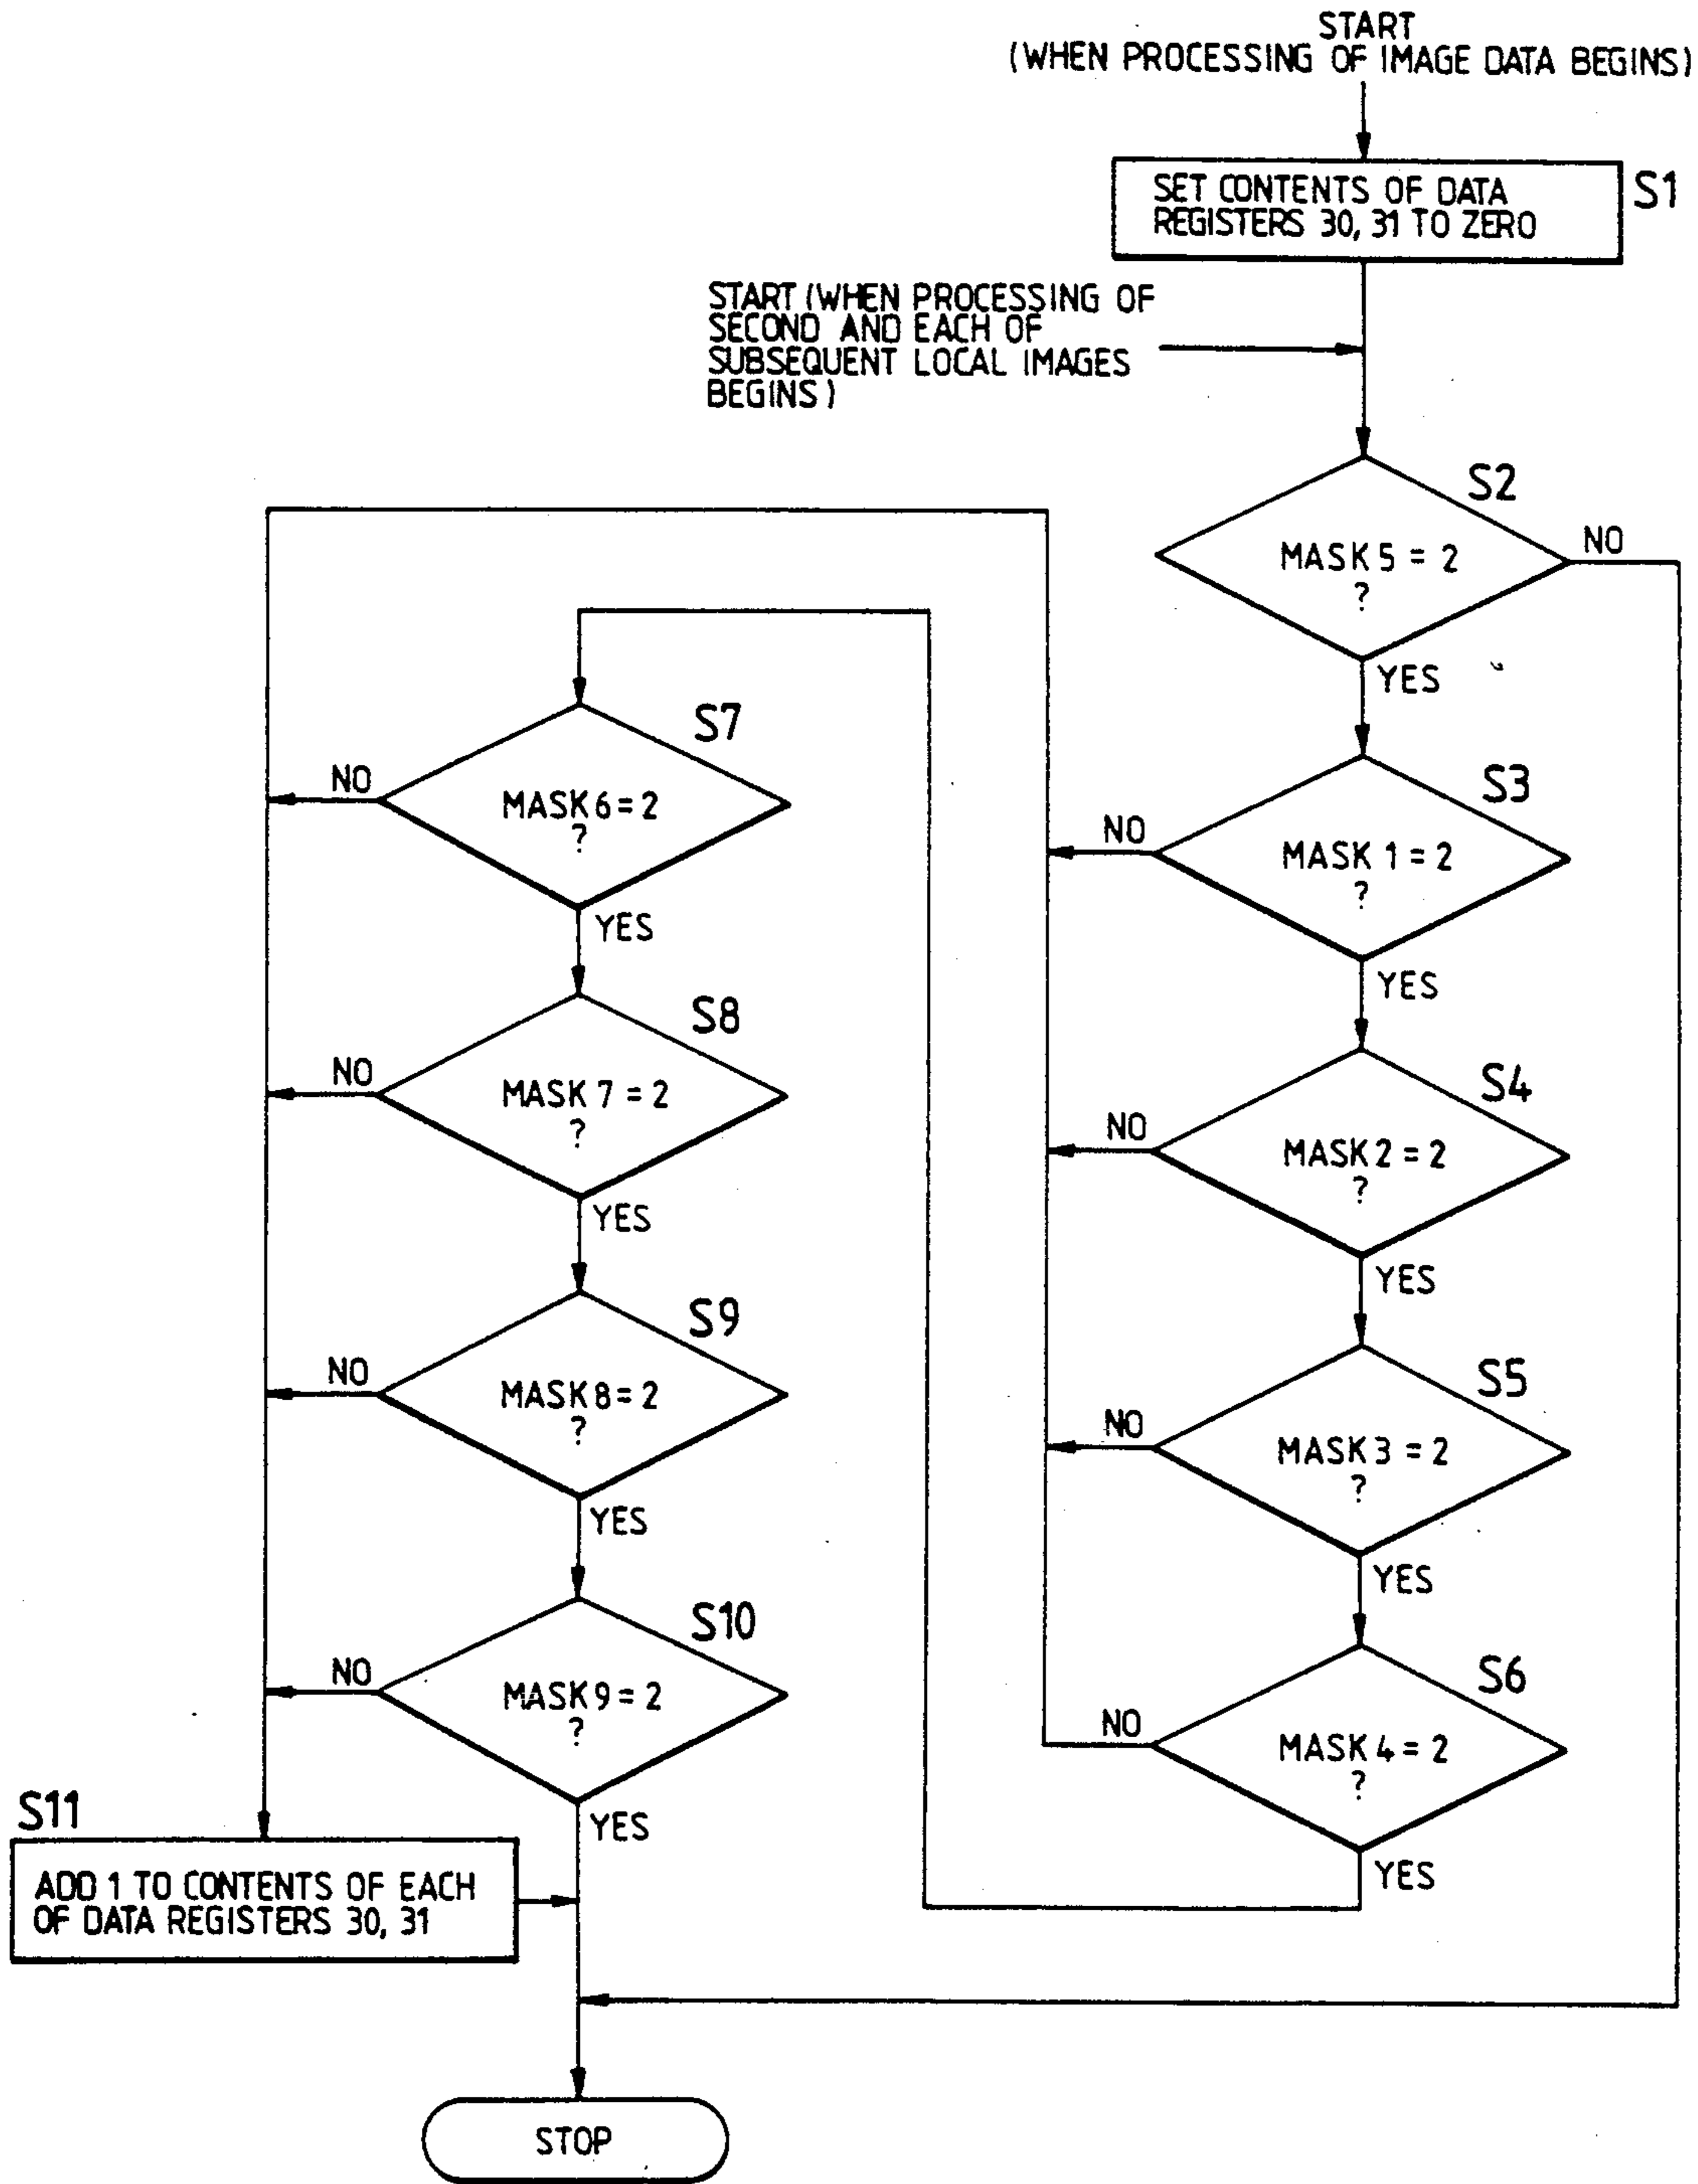 START
(WHEN PROCESSING OF IMAGE DATA BEGINS)
SET CONTENTS OF DATA
REGISTERS 30, 31 TO ZERO
S1
START (WHEN PROCESSING OF
SECOND AND EACH OF
SUBSEQUENT LOCAL IMAGES
BEGINS)
S2
MASK 5 = 2
?
NO
YES
S3
MASK 1 = 2
?
NO
YES
S4
MASK 2 = 2
?
NO
YES
S5
MASK 3 = 2
?
NO
YES
S6
MASK 4 = 2
?
NO
YES
S7
MASK 6 = 2
?
NO
YES
S8
MASK 7 = 2
?
NO
YES
S9
MASK 8 = 2
?
NO
YES
S10
MASK 9 = 2
?
NO
YES
S11
ADD 1 TO CONTENTS OF EACH
OF DATA REGISTERS 30, 31
STOP